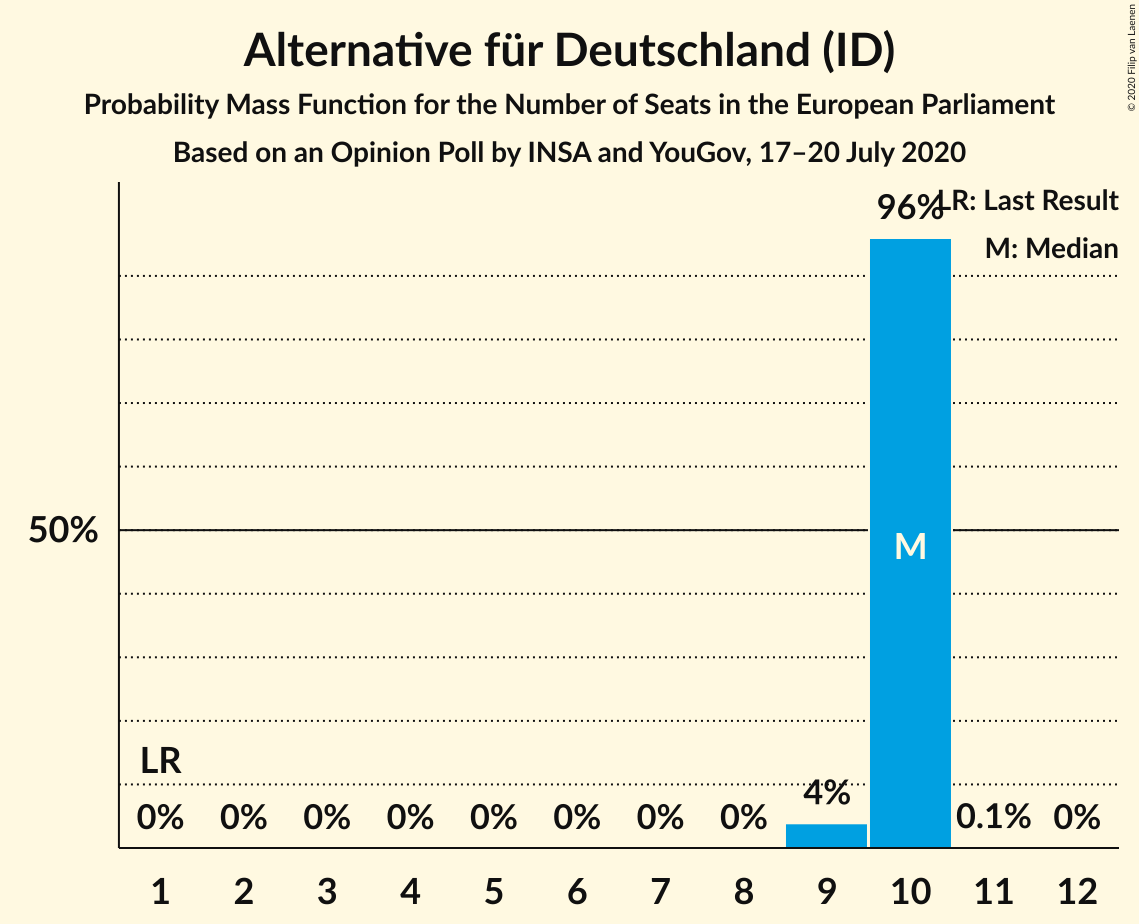 Alternative für Deutschland (ID)
Probability Mass Function for the Number of Seats in the European Parliament
Based on an Opinion Poll by INSA and YouGov, 17–20 July 2020
© 2020 Filip van Laenen
LR: Last Result
M: Median
96%
50%
M
LR
0% 0% 0% 0% 0% 0% 0% 0% 4% 0.1% 0%
1 2 3 4 5 6 7 8 9 10 11 12